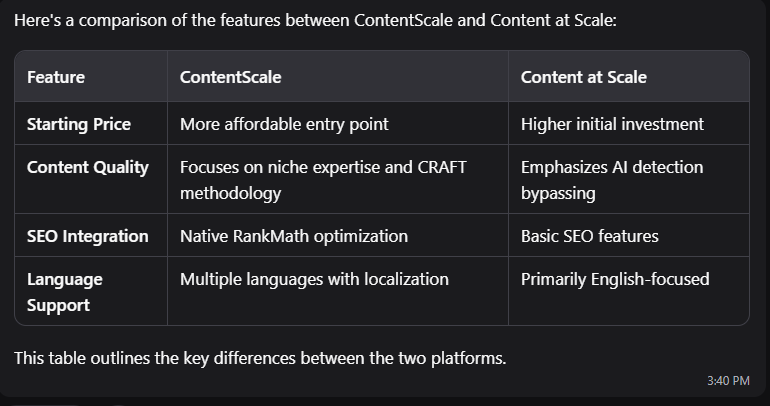 Here's a comparison of the features between ContentScale and Content at Scale:
Feature ContentScale Content at Scale
Starting Price More affordable entry point Higher initial investment
Content Quality Focuses on niche expertise and CRAFT Emphasizes AI detection
methodology bypassing
SEO Integration Native RankMath optimization Basic SEO features
Language Multiple languages with localization Primarily English-focused
Support
This table outlines the key differences between the two platforms.
3:40 PM